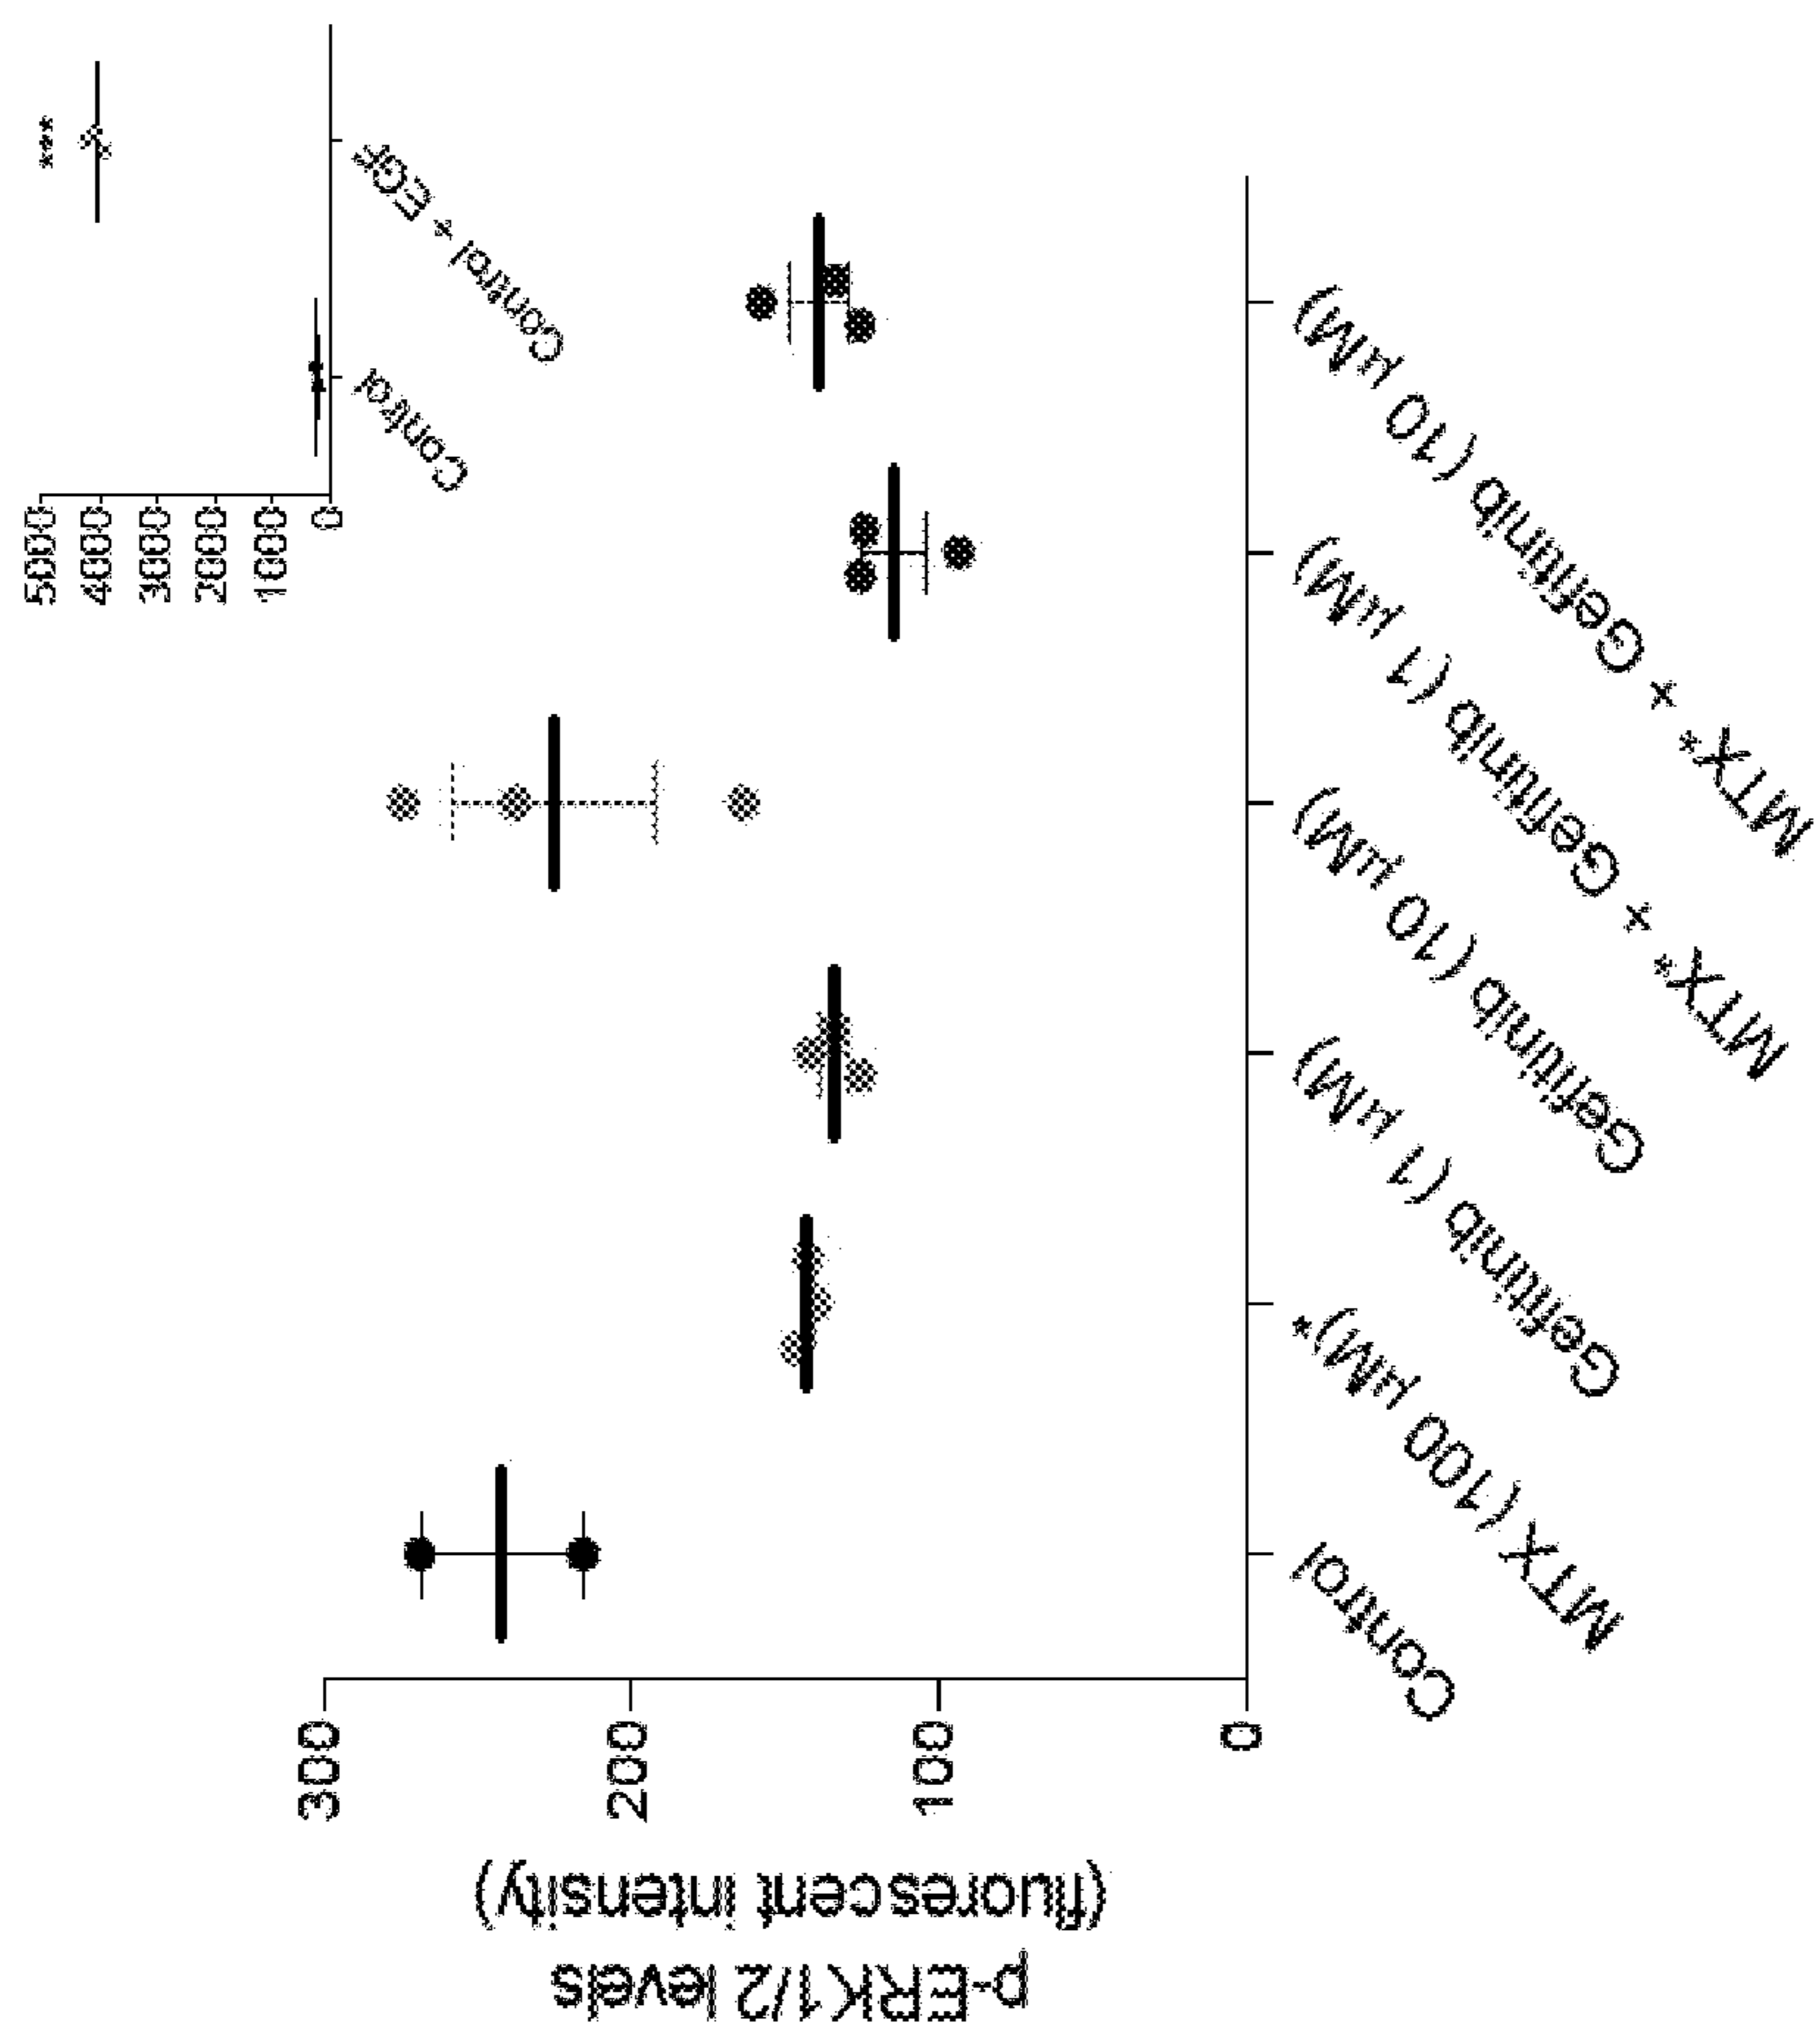 p-ERK1/2 levels
(fluorescent intensity)
300
200
100
0
Control
MTX (100 µM)*
Gefitinib (1 µM)
Gefitinib (10 µM)
MTX* + Gefitinib (1 µM)
MTX* + Gefitinib (10 µM)
5000
4000
3000
2000
1000
0
***
Control
Control + EGF